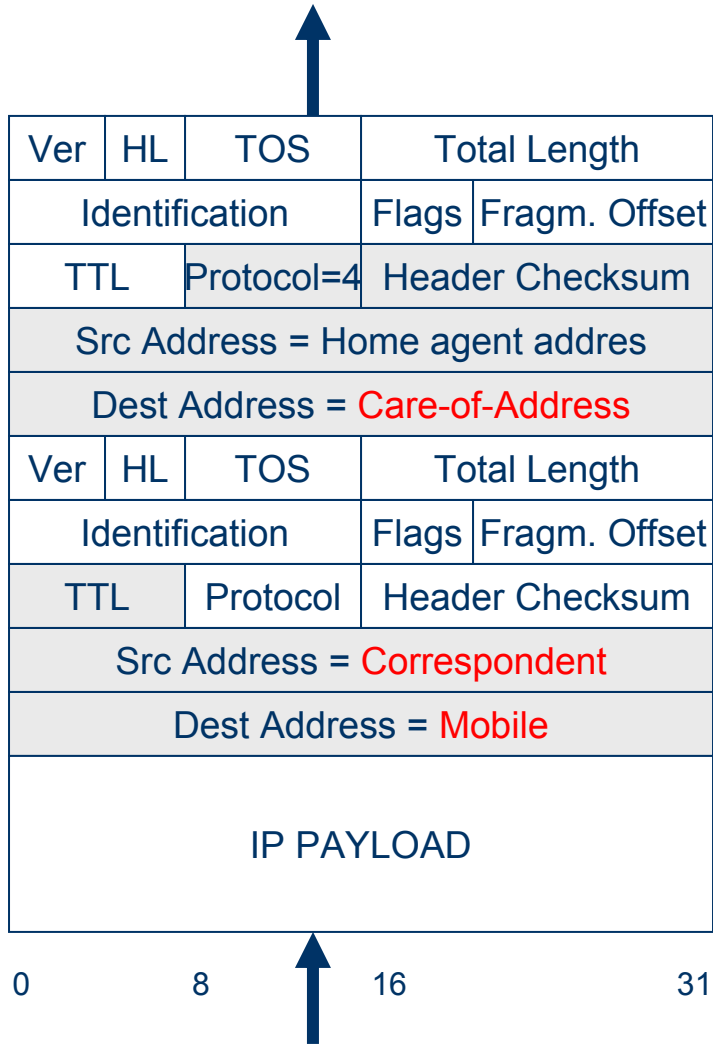 Ver HL TOS Total Length
Identification Flags Fragm. Offset
TTL Protocol=4 Header Checksum
Src Address = Home agent addres
Dest Address = Care-of-Address
Ver HL TOS Total Length
Identification Flags Fragm. Offset
TTL Protocol Header Checksum
Src Address = Correspondent
Dest Address = Mobile
IP PAYLOAD
0 8 16 31